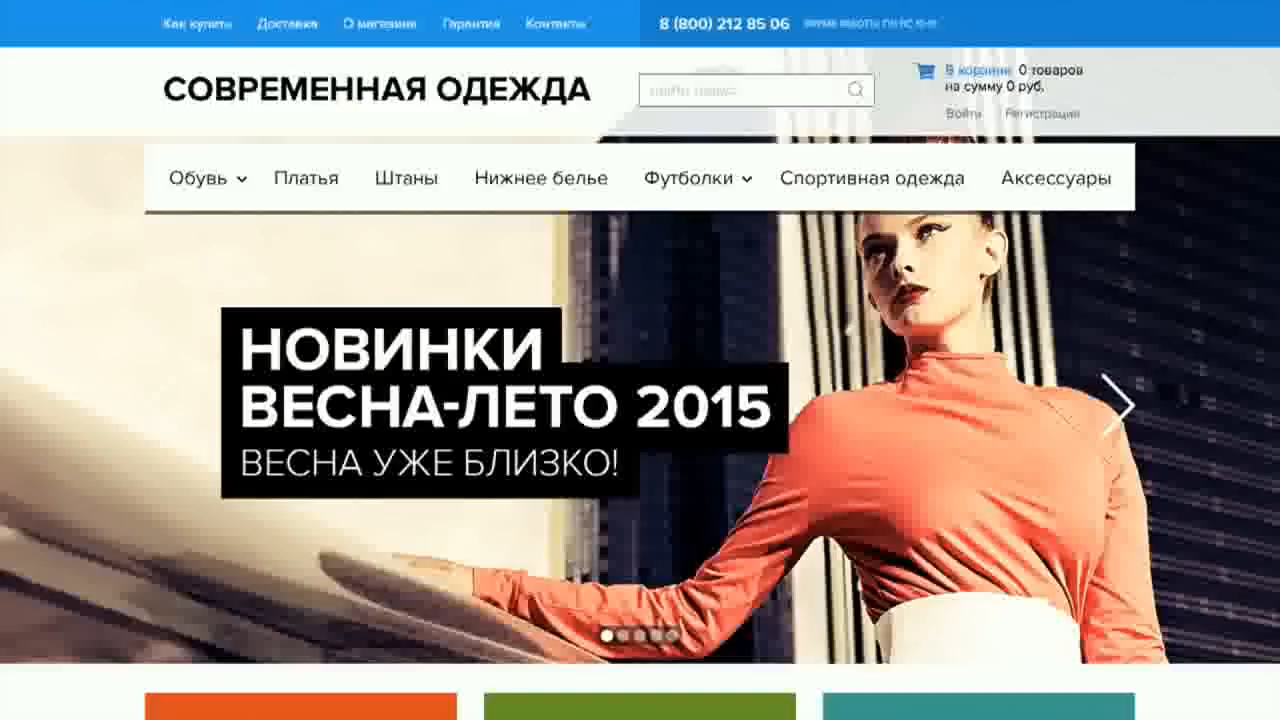 Как купить Доставка О магазине Гарантия Контакты 8 (800) 212 85 06
СОВРЕМЕННАЯ ОДЕЖДА
В корзине 0 товаров
на сумму 0 руб.
Войти Регистрация
Обувь Платья Штаны Нижнее белье Футболки Спортивная одежда Аксессуары
НОВИНКИ
ВЕСНА-ЛЕТО 2015
ВЕСНА УЖЕ БЛИЗКО!